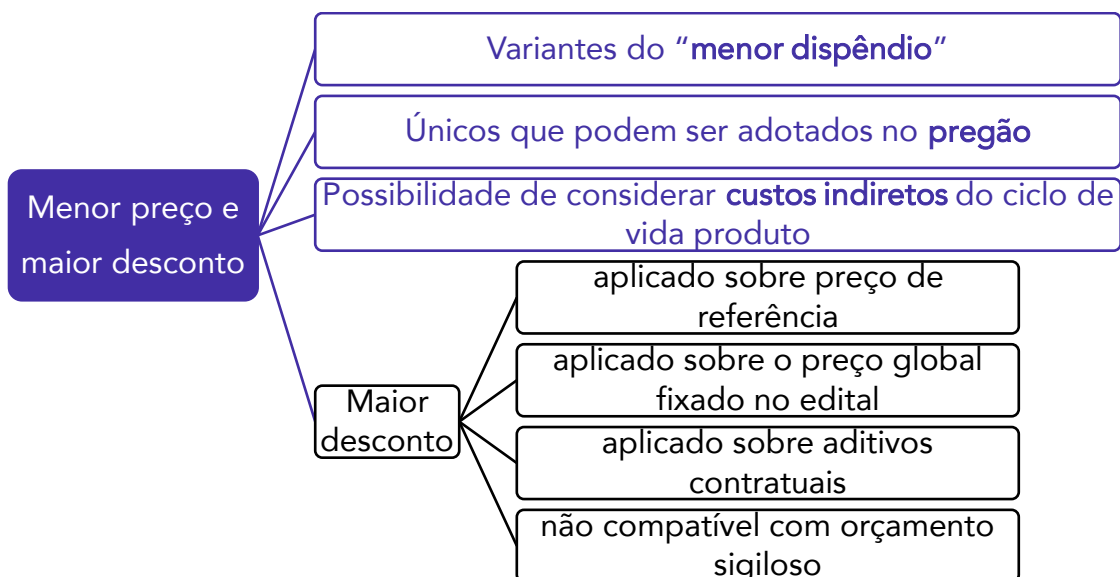 Variantes do “menor dispêndio”
Únicos que podem ser adotados no pregão
Menor preço e
maior desconto
Possibilidade de considerar custos indiretos do ciclo de
vida produto
Maior
desconto
aplicado sobre preço de
referência
aplicado sobre o preço global
fixado no edital
aplicado sobre aditivos
contratuais
não compatível com orçamento
sigiloso